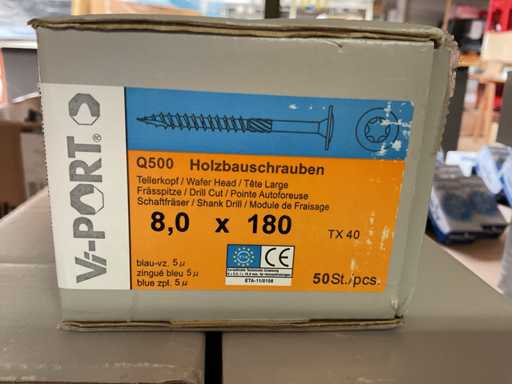 Vi-PORT®
Q500 Holzbauschrauben
Tellerkopf / Wafer Head / Tête Large
Frässpitze / Drill Cut / Pointe Autoforeuse
Schaftfräser / Shank Drill / Module de Fraisage
8,0 x 180
TX 40
blau-vz. 5µ
zingué bleu 5µ
blue zpl. 5µ
CE
ETA-11/0106
50St./pcs.